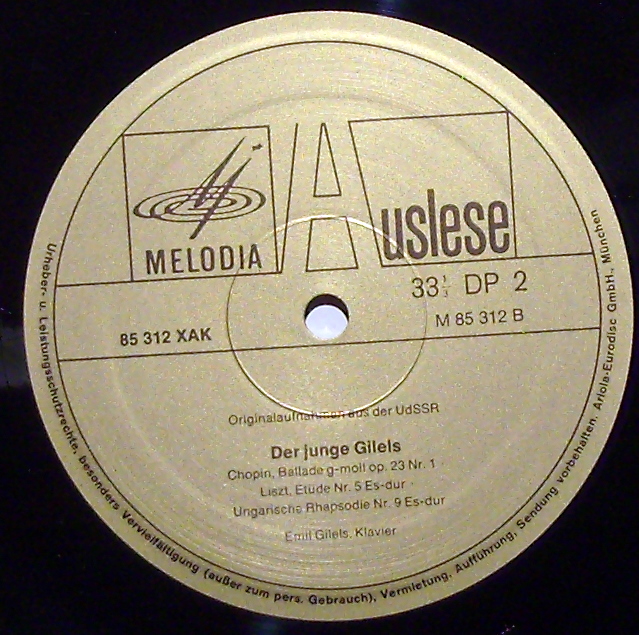 MELODIA
Auslese
33⅓ DP 2
85 312 XAK
M 85 312 B
Originalaufnahmen aus der UdSSR
Der junge Gilels
Chopin, Ballade g-moll op. 23 Nr. 1
Liszt, Etüde Nr. 5 Es-dur
Ungarische Rhapsodie Nr. 9 Es-dur
Emil Gilels, Klavier
Urheber- u. Leistungsschutzrechte, besonders Vervielfältigung (außer zum pers. Gebrauch), Vermietung, Aufführung, Sendung vorbehalten, Ariola-Eurodisc GmbH., München